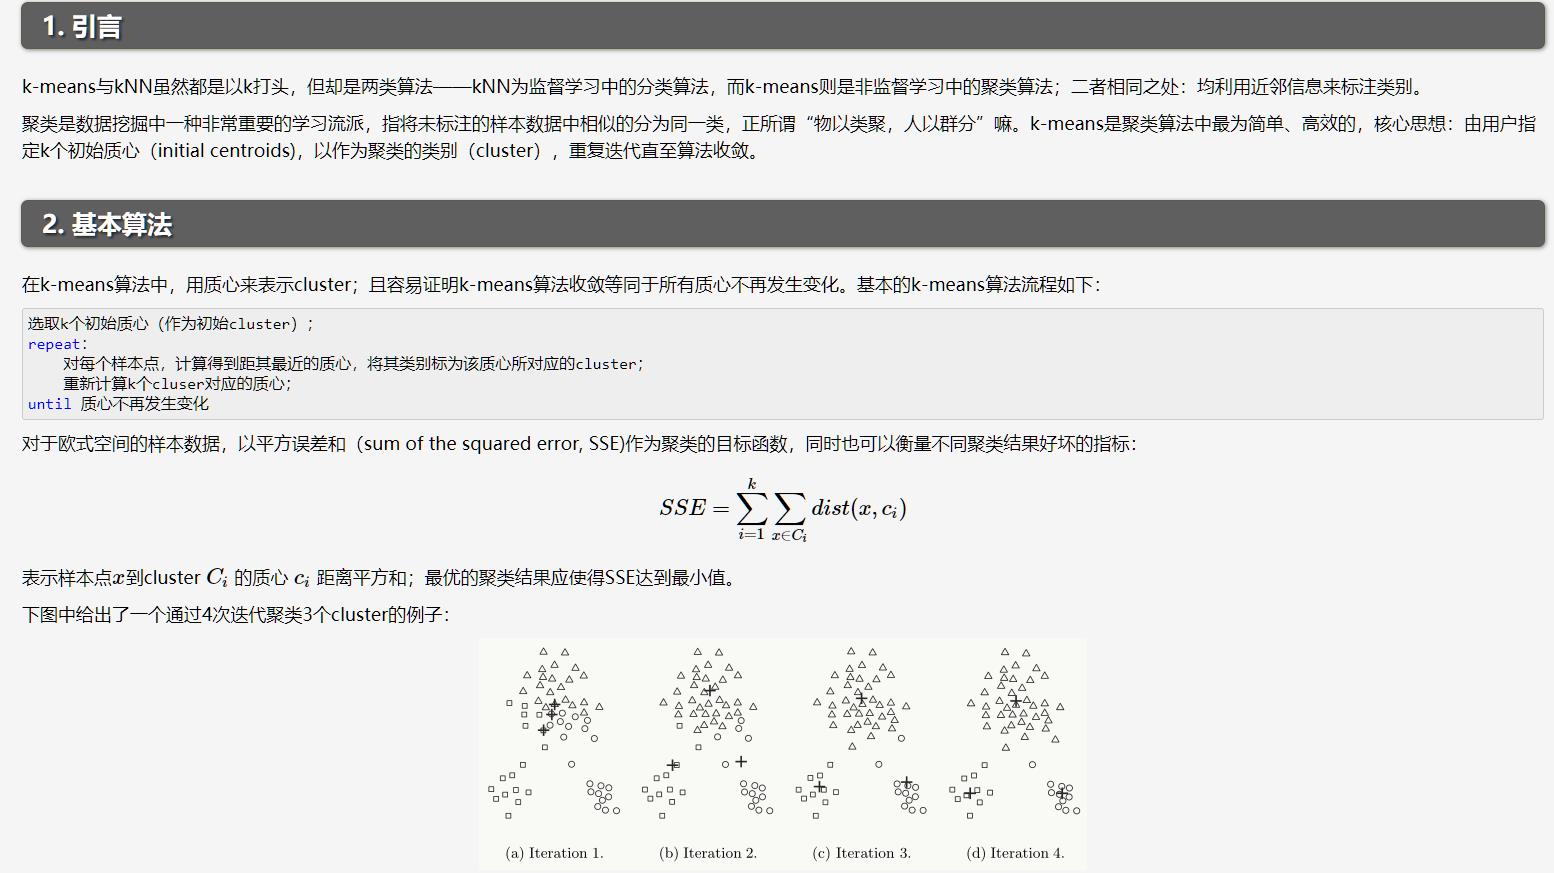 1. 引言
k-means与kNN虽然都是以k打头，但却是两类算法——kNN为监督学习中的分类算法，而k-means则是非监督学习中的聚类算法；二者相同之处：均利用近邻信息来标注类别。
聚类是数据挖掘中一种非常重要的学习流派，指将未标注的样本数据中相似的分为同一类，正所谓“物以类聚，人以群分”嘛。k-means是聚类算法中最为简单、高效的，核心思想：由用户指
定k个初始质心（initial centroids)，以作为聚类的类别（cluster），重复迭代直至算法收敛。
2. 基本算法
在k-means算法中，用质心来表示cluster；且容易证明k-means算法收敛等同于所有质心不再发生变化。基本的k-means算法流程如下：
选取k个初始质心（作为初始cluster）;
repeat:
对每个样本点，计算得到距其最近的质心，将其类别标为该质心所对应的cluster;
重新计算k个cluser对应的质心;
until 质心不再发生变化
对于欧式空间的样本数据，以平方误差和（sum of the squared error, SSE)作为聚类的目标函数，同时也可以衡量不同聚类结果好坏的指标：
SSE = \sum_{i=1}^{k} \sum_{x \in C_i} dist(x, c_i)
表示样本点x到cluster C_i 的质心 c_i 距离平方和；最优的聚类结果应使得SSE达到最小值。
下图中给出了一个通过4次迭代聚类3个cluster的例子：
(a) Iteration 1. (b) Iteration 2. (c) Iteration 3. (d) Iteration 4.